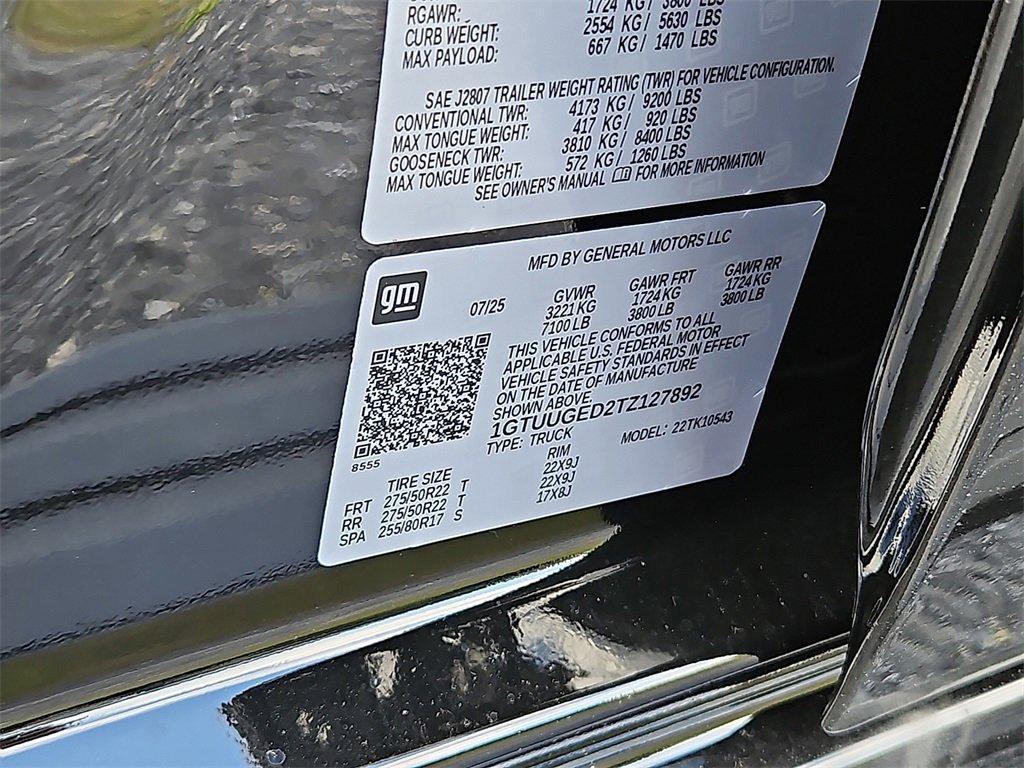 RGAWR: 1724 KG/ 3800 LBS
CURB WEIGHT: 2554 KG/ 5630 LBS
MAX PAYLOAD: 667 KG/ 1470 LBS
SAE J2807 TRAILER WEIGHT RATING (TWR) FOR VEHICLE CONFIGURATION.
CONVENTIONAL TWR: 4173 KG/ 9200 LBS
MAX TONGUE WEIGHT: 417 KG/ 920 LBS
GOOSENECK TWR: 3810 KG/ 8400 LBS
MAX TONGUE WEIGHT: 572 KG/ 1260 LBS
SEE OWNER'S MANUAL FOR MORE INFORMATION
MFD BY GENERAL MOTORS LLC
gm
07/25
GVWR GAWR FRT GAWR RR
3221 KG 1724 KG 1724 KG
7100 LB 3800 LB 3800 LB
THIS VEHICLE CONFORMS TO ALL
APPLICABLE U.S. FEDERAL MOTOR
VEHICLE SAFETY STANDARDS IN EFFECT
ON THE DATE OF MANUFACTURE
SHOWN ABOVE.
1GTUUGED2TZ127892
TYPE: TRUCK MODEL: 22TK10543
8555
TIRE SIZE RIM
FRT 275/50R22 T 22X9J
RR 275/50R22 T 22X9J
SPA 255/80R17 S 17X8J